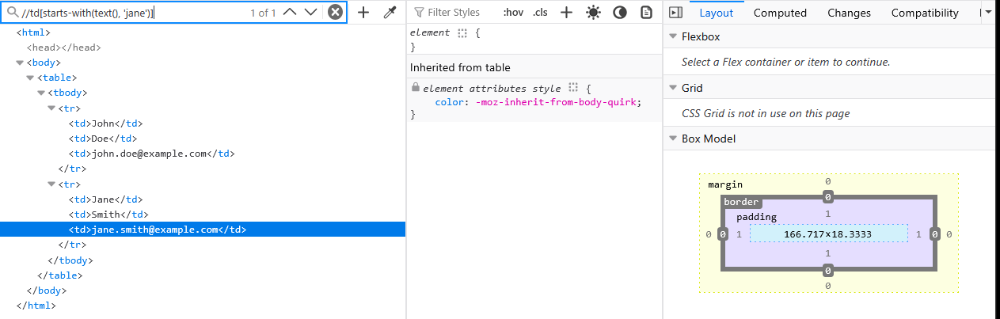 //td[starts-with(text(), 'jane')]
1 of 1
<html>
<head></head>
<body>
<table>
<tbody>
<tr>
<td>John</td>
<td>Doe</td>
<td>john.doe@example.com</td>
</tr>
<tr>
<td>Jane</td>
<td>Smith</td>
<td>jane.smith@example.com</td>
</tr>
</tbody>
</table>
</body>
</html>
Filter Styles
:hov
.cls
element {
}
Inherited from table
element attributes style {
color: -moz-inherit-from-body-quirk;
}
Layout
Computed
Changes
Compatibility
Flexbox
Select a Flex container or item to continue.
Grid
CSS Grid is not in use on this page
Box Model
margin
0
border
0
padding
1
0
0
1
166.717×18.3333
1
0
0
1
0
0